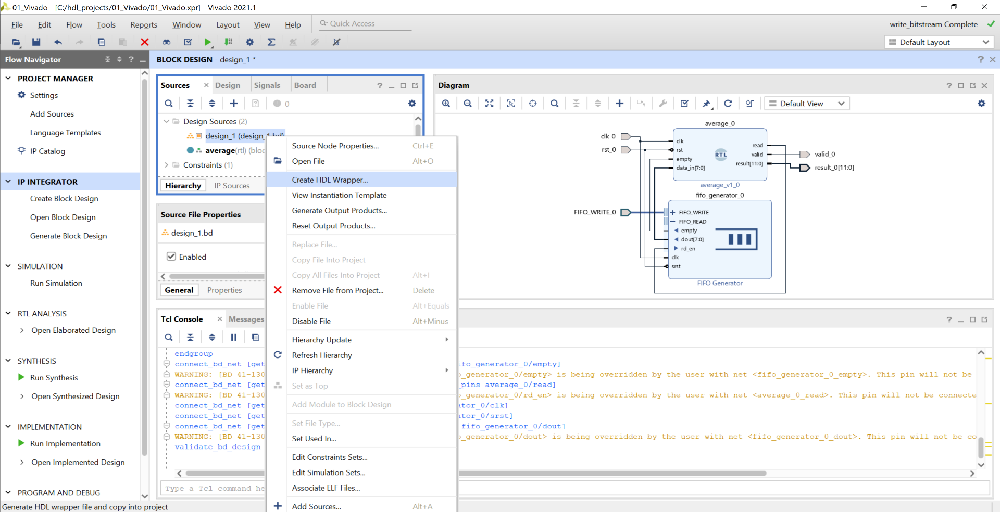 01_Vivado - [C:/hdl_projects/01_Vivado/01_Vivado.xpr] - Vivado 2021.1
File Edit Flow Tools Reports Window Layout View Help Quick Access
write_bitstream Complete
Default Layout
Flow Navigator
PROJECT MANAGER
Settings
Add Sources
Language Templates
IP Catalog
IP INTEGRATOR
Create Block Design
Open Block Design
Generate Block Design
SIMULATION
Run Simulation
RTL ANALYSIS
Open Elaborated Design
SYNTHESIS
Run Synthesis
Open Synthesized Design
IMPLEMENTATION
Run Implementation
Open Implemented Design
PROGRAM AND DEBUG
Generate HDL wrapper file and copy into project
BLOCK DESIGN - design_1 *
Sources Design Signals Board
0
Design Sources (2)
design_1 (design_1.bd)
average(rtl) (bloc
Constraints (1)
Hierarchy IP Sources
Source File Properties
design_1.bd
Enabled
General Properties
Source Node Properties... Ctrl+E
Open File Alt+O
Create HDL Wrapper...
View Instantiation Template
Generate Output Products...
Reset Output Products...
Replace File...
Copy File Into Project
Copy All Files Into Project Alt+I
Remove File from Project... Delete
Enable File Alt+Equals
Disable File Alt+Minus
Hierarchy Update
Refresh Hierarchy
IP Hierarchy
Set as Top
Add Module to Block Design
Set File Type...
Set Used In...
Edit Constraints Sets...
Edit Simulation Sets...
Associate ELF Files...
Add Sources... Alt+A
Diagram
Default View
average_0
clk_0
rst_0
clk
rst
empty
data_in[7:0]
RTL
read
valid
result[11:0]
valid_0
result_0[11:0]
average_v1_0
fifo_generator_0
FIFO_WRITE_0
FIFO_WRITE
FIFO_READ
empty
dout[7:0]
rd_en
clk
srst
FIFO Generator
Tcl Console Messages
endgroup
connect_bd_net [get ifo_generator_0/empty]
WARNING: [BD 41-130 o_generator_0/empty> is being overridden by the user with net <fifo_generator_0_empty>. This pin will not be
connect_bd_net [get _pins average_0/read]
WARNING: [BD 41-130 o_generator_0/rd_en> is being overridden by the user with net <average_0_read>. This pin will not be connecte
connect_bd_net [get ator_0/clk]
connect_bd_net [get ator_0/srst]
connect_bd_net [get fifo_generator_0/dout]
WARNING: [BD 41-130 o_generator_0/dout> is being overridden by the user with net <fifo_generator_0_dout>. This pin will not be co
validate_bd_design
Type a Tcl command he